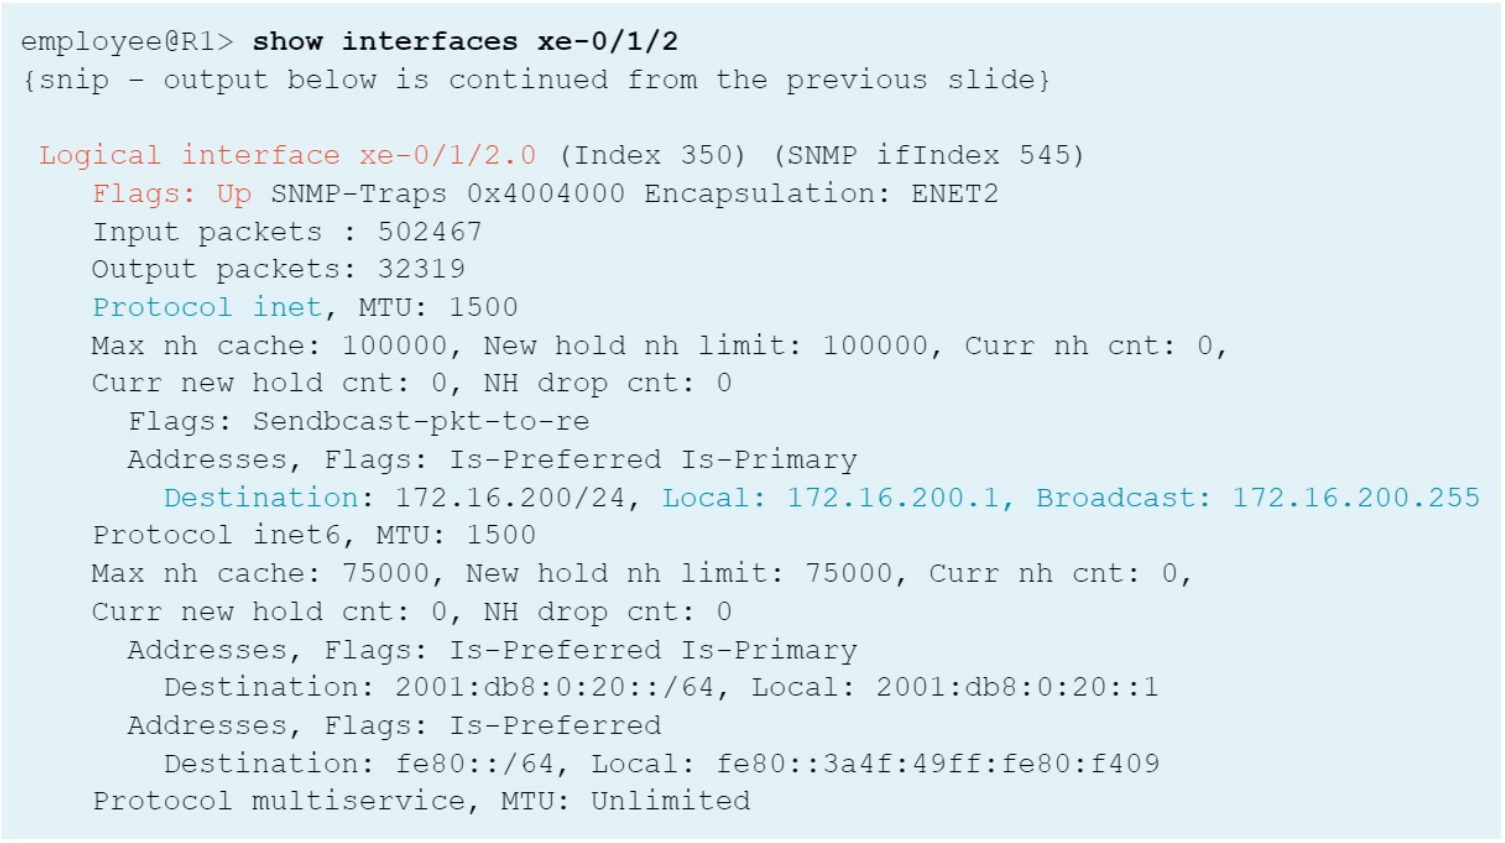 employee@R1> show interfaces xe-0/1/2
{snip – output below is continued from the previous slide}
Logical interface xe-0/1/2.0 (Index 350) (SNMP ifIndex 545)
Flags: Up SNMP-Traps 0x4004000 Encapsulation: ENET2
Input packets : 502467
Output packets: 32319
Protocol inet, MTU: 1500
Max nh cache: 100000, New hold nh limit: 100000, Curr nh cnt: 0,
Curr new hold cnt: 0, NH drop cnt: 0
Flags: Sendbcast-pkt-to-re
Addresses, Flags: Is-Preferred Is-Primary
Destination: 172.16.200/24, Local: 172.16.200.1, Broadcast: 172.16.200.255
Protocol inet6, MTU: 1500
Max nh cache: 75000, New hold nh limit: 75000, Curr nh cnt: 0,
Curr new hold cnt: 0, NH drop cnt: 0
Addresses, Flags: Is-Preferred Is-Primary
Destination: 2001:db8:0:20::/64, Local: 2001:db8:0:20::1
Addresses, Flags: Is-Preferred
Destination: fe80::/64, Local: fe80::3a4f:49ff:fe80:f409
Protocol multiservice, MTU: Unlimited